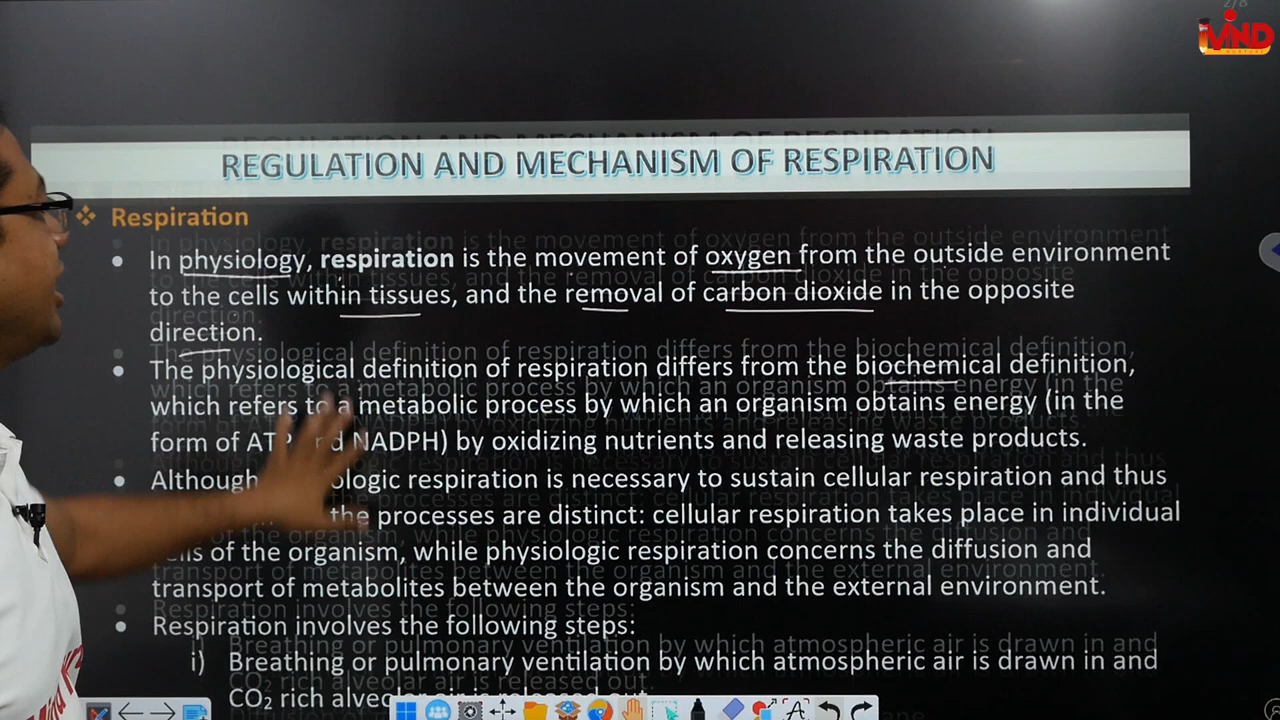 2/8
MIND
REGULATION AND MECHANISM OF RESPIRATION
Respiration
In physiology, respiration is the movement of oxygen from the outside environment
to the cells within tissues, and the removal of carbon dioxide in the opposite
direction.
The physiological definition of respiration differs from the biochemical definition,
which refers to a metabolic process by which an organism obtains energy (in the
form of ATP NADPH) by oxidizing nutrients and releasing waste products.
Although respiration is necessary to sustain cellular respiration and thus
the processes are distinct: cellular respiration takes place in individual
of the organism, while physiologic respiration concerns the diffusion and
transport of metabolites between the organism and the external environment.
Respiration involves the following steps:
i) Breathing or pulmonary ventilation by which atmospheric air is drawn in and
CO₂ rich